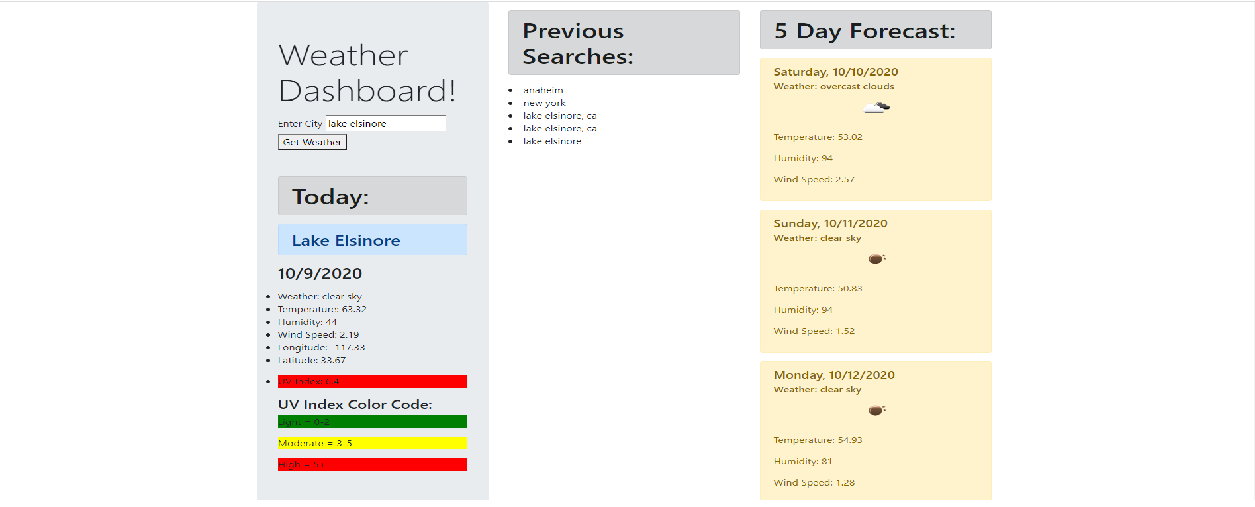 Weather
Dashboard!
Enter City lake elsinore
Get Weather
Today:
Lake Elsinore
10/9/2020
Weather: clear sky
Temperature: 63.32
Humidity: 44
Wind Speed: 2.19
Longitude: -117.33
Latitude: 33.67
UV Index:
UV Index Color Code:
Light = 0-2
Moderate = 3-5
High =
Previous
Searches:
anaheim
new york
lake elsinore, ca
lake elsinore, ca
lake elsinore
5 Day Forecast:
Saturday, 10/10/2020
Weather: overcast clouds
Temperature: 53.02
Humidity: 94
Wind Speed: 2.57
Sunday, 10/11/2020
Weather: clear sky
Temperature: 50.83
Humidity: 94
Wind Speed: 1.52
Monday, 10/12/2020
Weather: clear sky
Temperature: 54.93
Humidity: 81
Wind Speed: 1.28